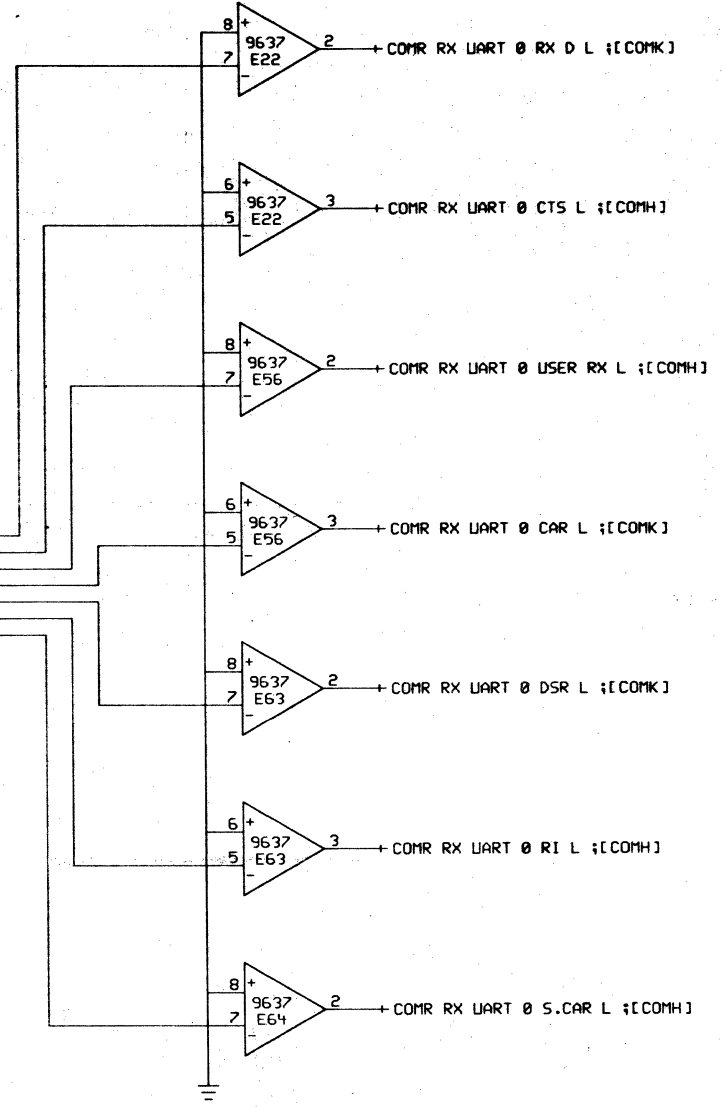 8 + 9637 2 COMR RX UART 0 RX D L ;[COMK]
7 - E22
6 + 9637 3 COMR RX UART 0 CTS L ;[COMH]
5 - E22
8 + 9637 2 COMR RX UART 0 USER RX L ;[COMH]
7 - E56
6 + 9637 3 COMR RX UART 0 CAR L ;[COMK]
5 - E56
8 + 9637 2 COMR RX UART 0 DSR L ;[COMK]
7 - E63
6 + 9637 3 COMR RX UART 0 RI L ;[COMH]
5 - E63
8 + 9637 2 COMR RX UART 0 S.CAR L ;[COMH]
7 - E64